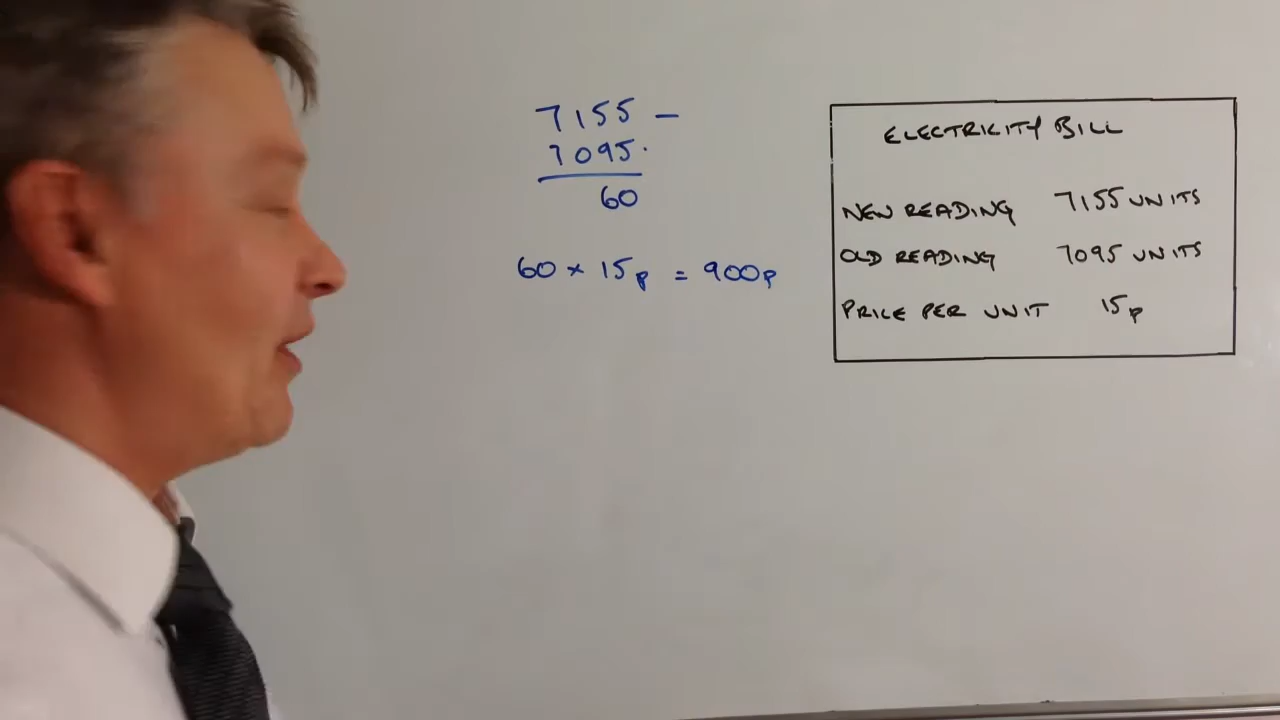 7155 -
7095
60
60 × 15p = 900p
ELECTRICITY BILL
NEW READING 7155 UNITS
OLD READING 7095 UNITS
PRICE PER UNIT 15p